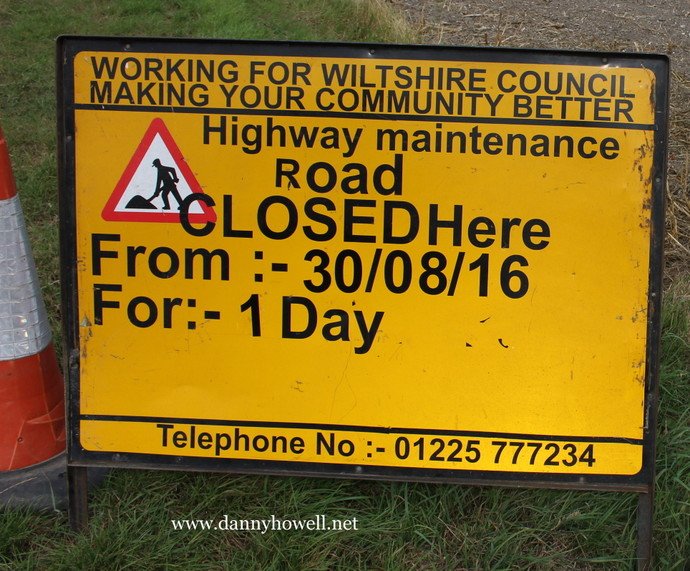 WORKING FOR WILTSHIRE COUNCIL
MAKING YOUR COMMUNITY BETTER
Highway maintenance
Road
CLOSED Here
From :- 30/08/16
For:- 1 Day
Telephone No :- 01225 777234
www.dannyhowell.net